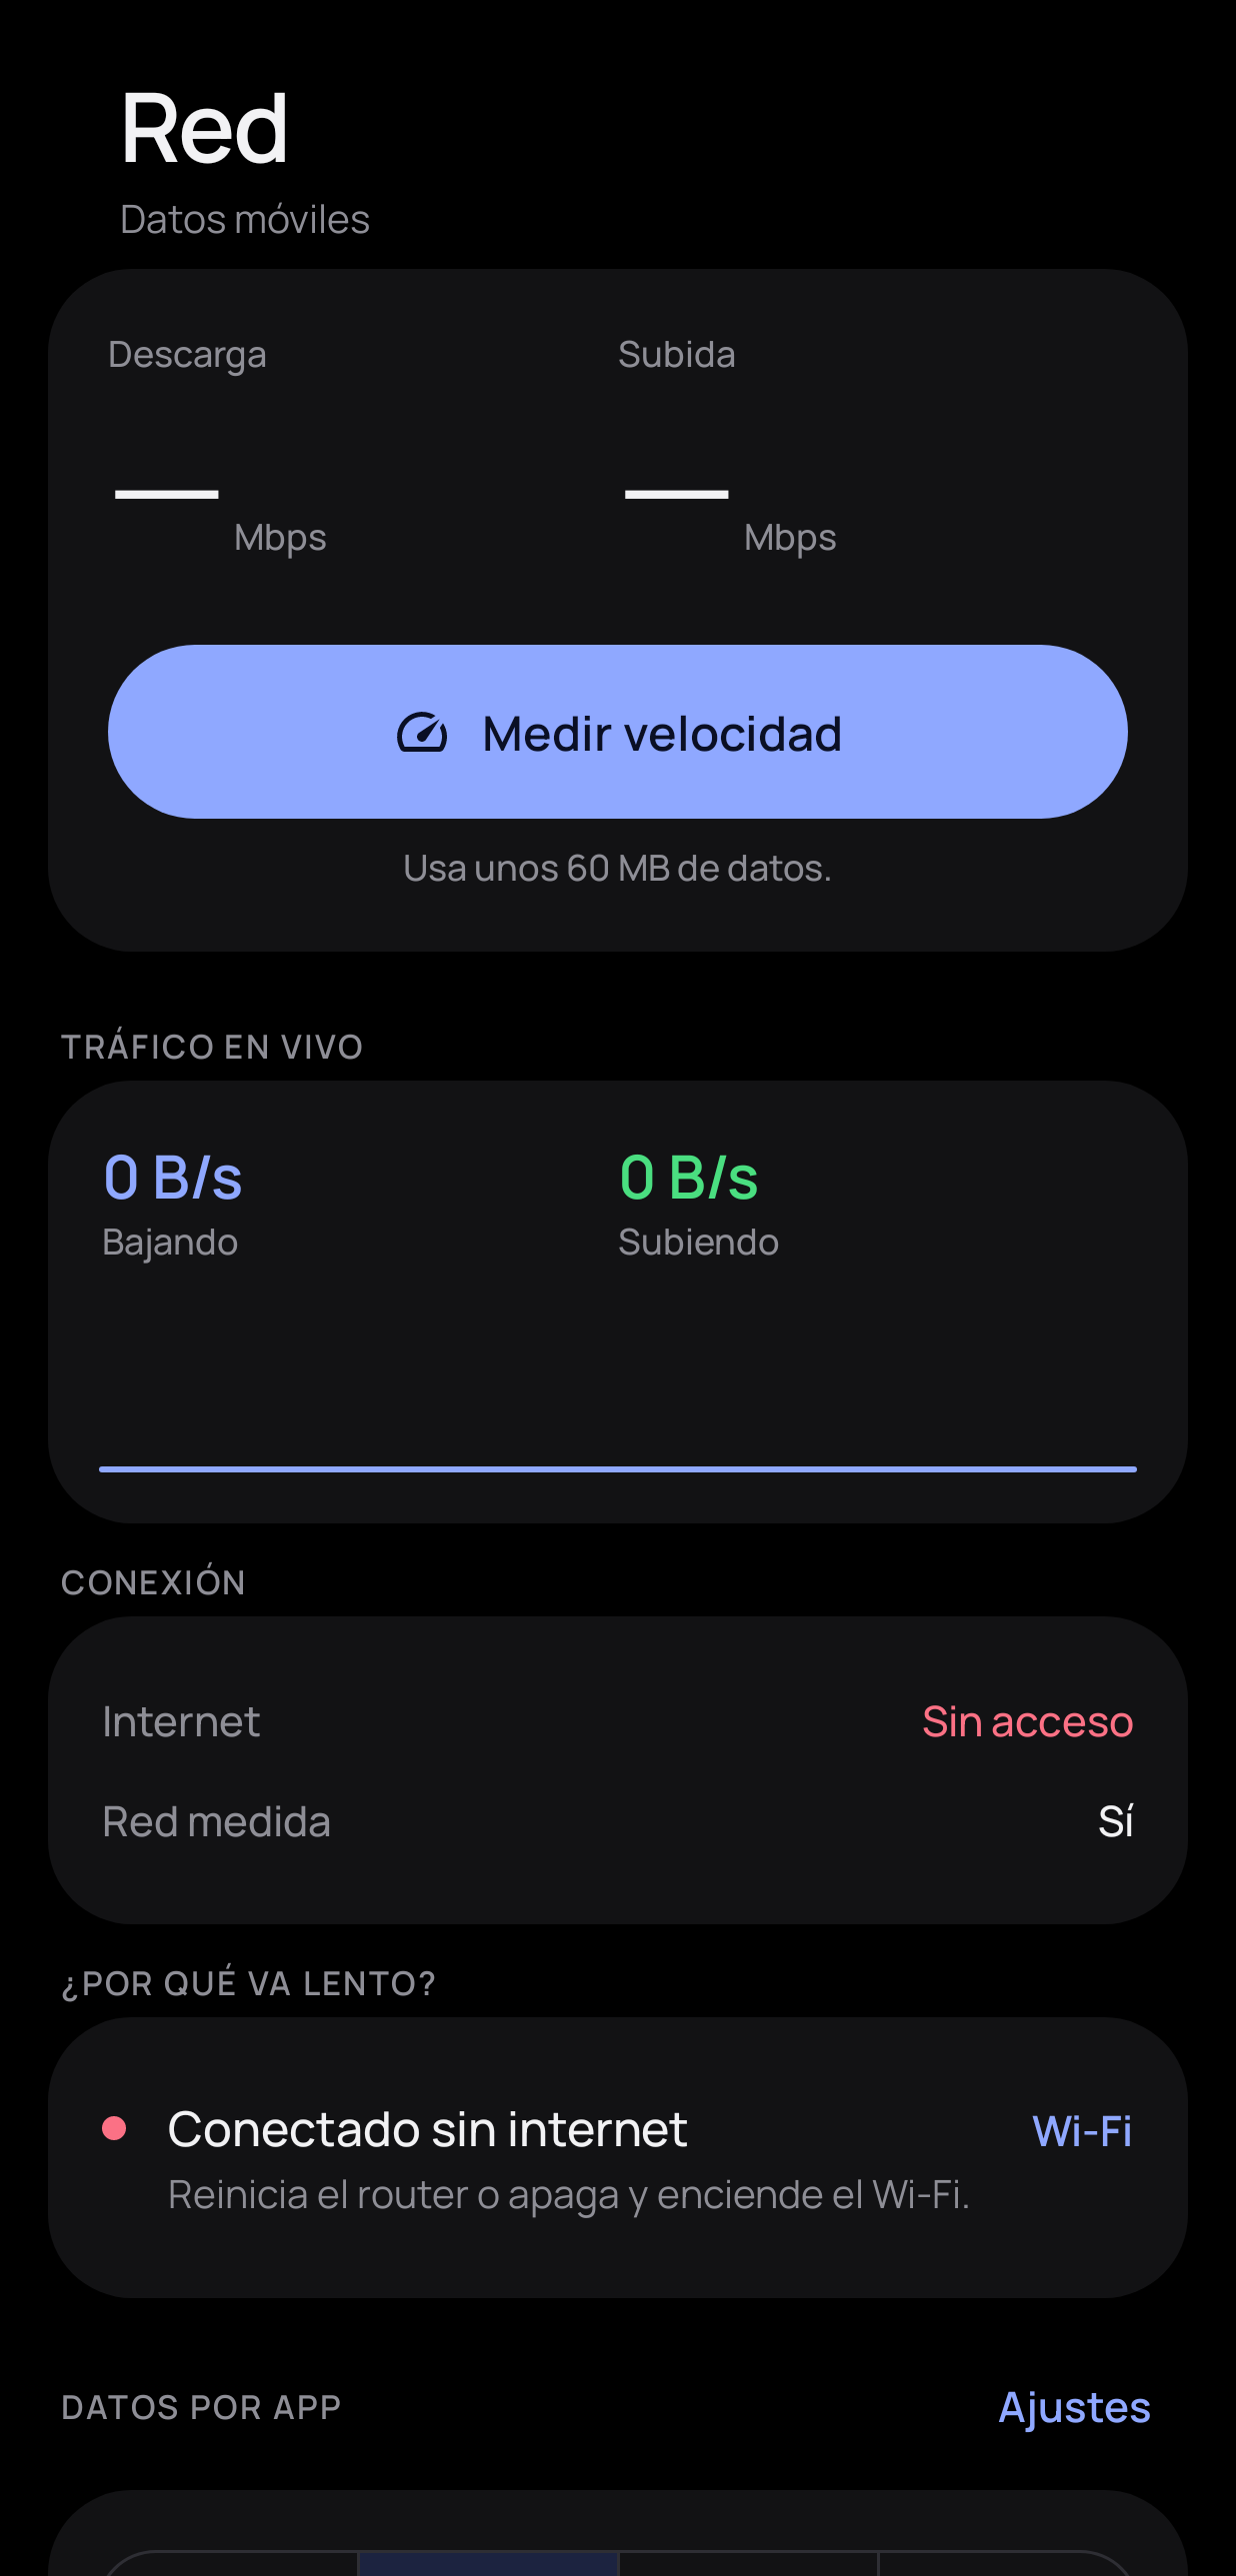 Red
Datos móviles
Descarga
Subida
— Mbps
— Mbps
Medir velocidad
Usa unos 60 MB de datos.
TRÁFICO EN VIVO
0 B/s
0 B/s
Bajando
Subiendo
CONEXIÓN
Internet
Sin acceso
Red medida
Sí
¿POR QUÉ VA LENTO?
Conectado sin internet
Wi-Fi
Reinicia el router o apaga y enciende el Wi-Fi.
DATOS POR APP
Ajustes